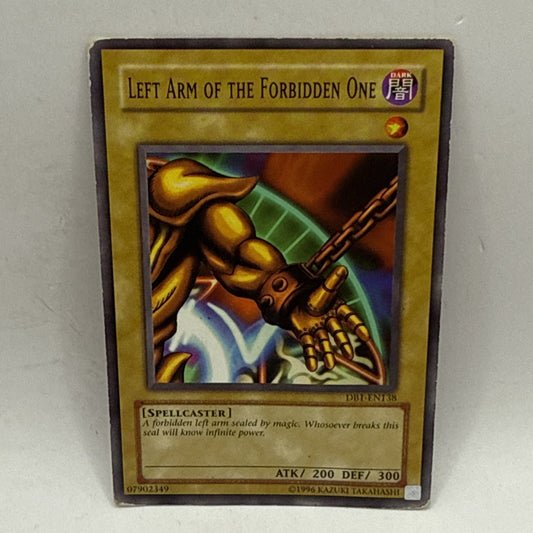 LEFT ARM OF THE FORBIDDEN ONE
DARK
闇
DB1-EN138
[SPELLCASTER]
A forbidden left arm sealed by magic. Whosoever breaks this
seal will know infinite power.
ATK/ 200 DEF/ 300
07902349
©1996 KAZUKI TAKAHASHI